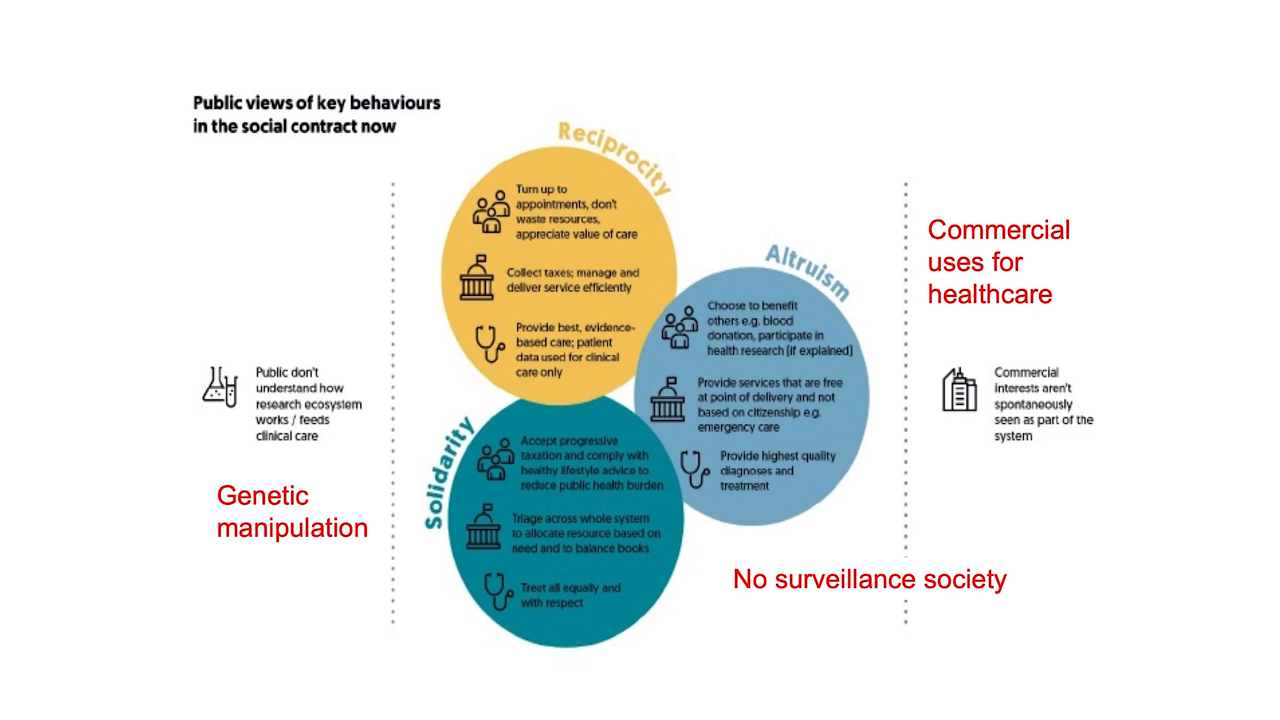 Public views of key behaviours
in the social contract now
Reciprocity
Turn up to
appointments, don't
waste resources,
appreciate value of care
Collect taxes; manage and
deliver service efficiently
Provide best, evidence-
based care; patient
data used for clinical
care only
Altruism
Choose to benefit
others e.g. blood
donation, participate in
health research (if explained)
Provide services that are free
at point of delivery and not
based on citizenship e.g.
emergency care
Provide highest quality
diagnoses and
treatment
Solidarity
Accept progressive
taxation and comply with
healthy lifestyle advice to
reduce public health burden
Triage across whole system
to allocate resource based on
need and to balance books
Treat all equally and
with respect
Public don't
understand how
research ecosystem
works / feeds
clinical care
Genetic
manipulation
Commercial
uses for
healthcare
Commercial
interests aren't
spontaneously
seen as part of the
system
No surveillance society